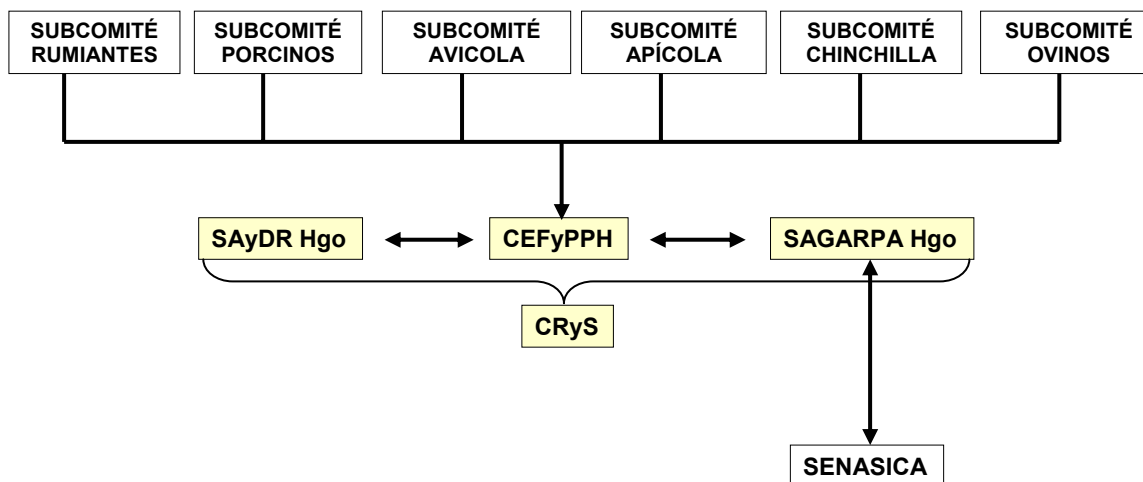 SUBCOMITÉ
RUMIANTES
SUBCOMITÉ
PORCINOS
SUBCOMITÉ
AVICOLA
SUBCOMITÉ
APÍCOLA
SUBCOMITÉ
CHINCHILLA
SUBCOMITÉ
OVINOS
SAyDR Hgo
CEFyPPH
SAGARPA Hgo
CRyS
SENASICA